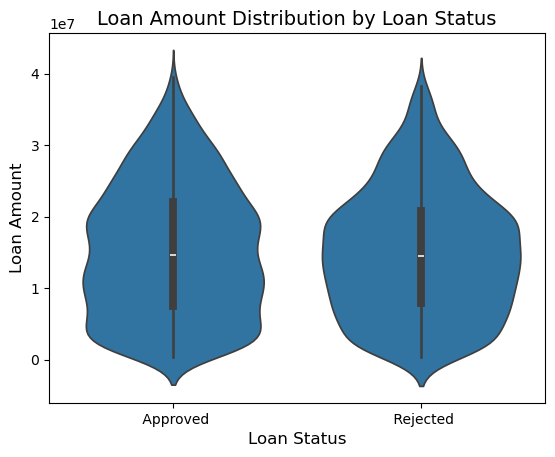 Loan Amount Distribution by Loan Status
1e7
4
3
2
1
0
Loan Amount
Approved
Rejected
Loan Status